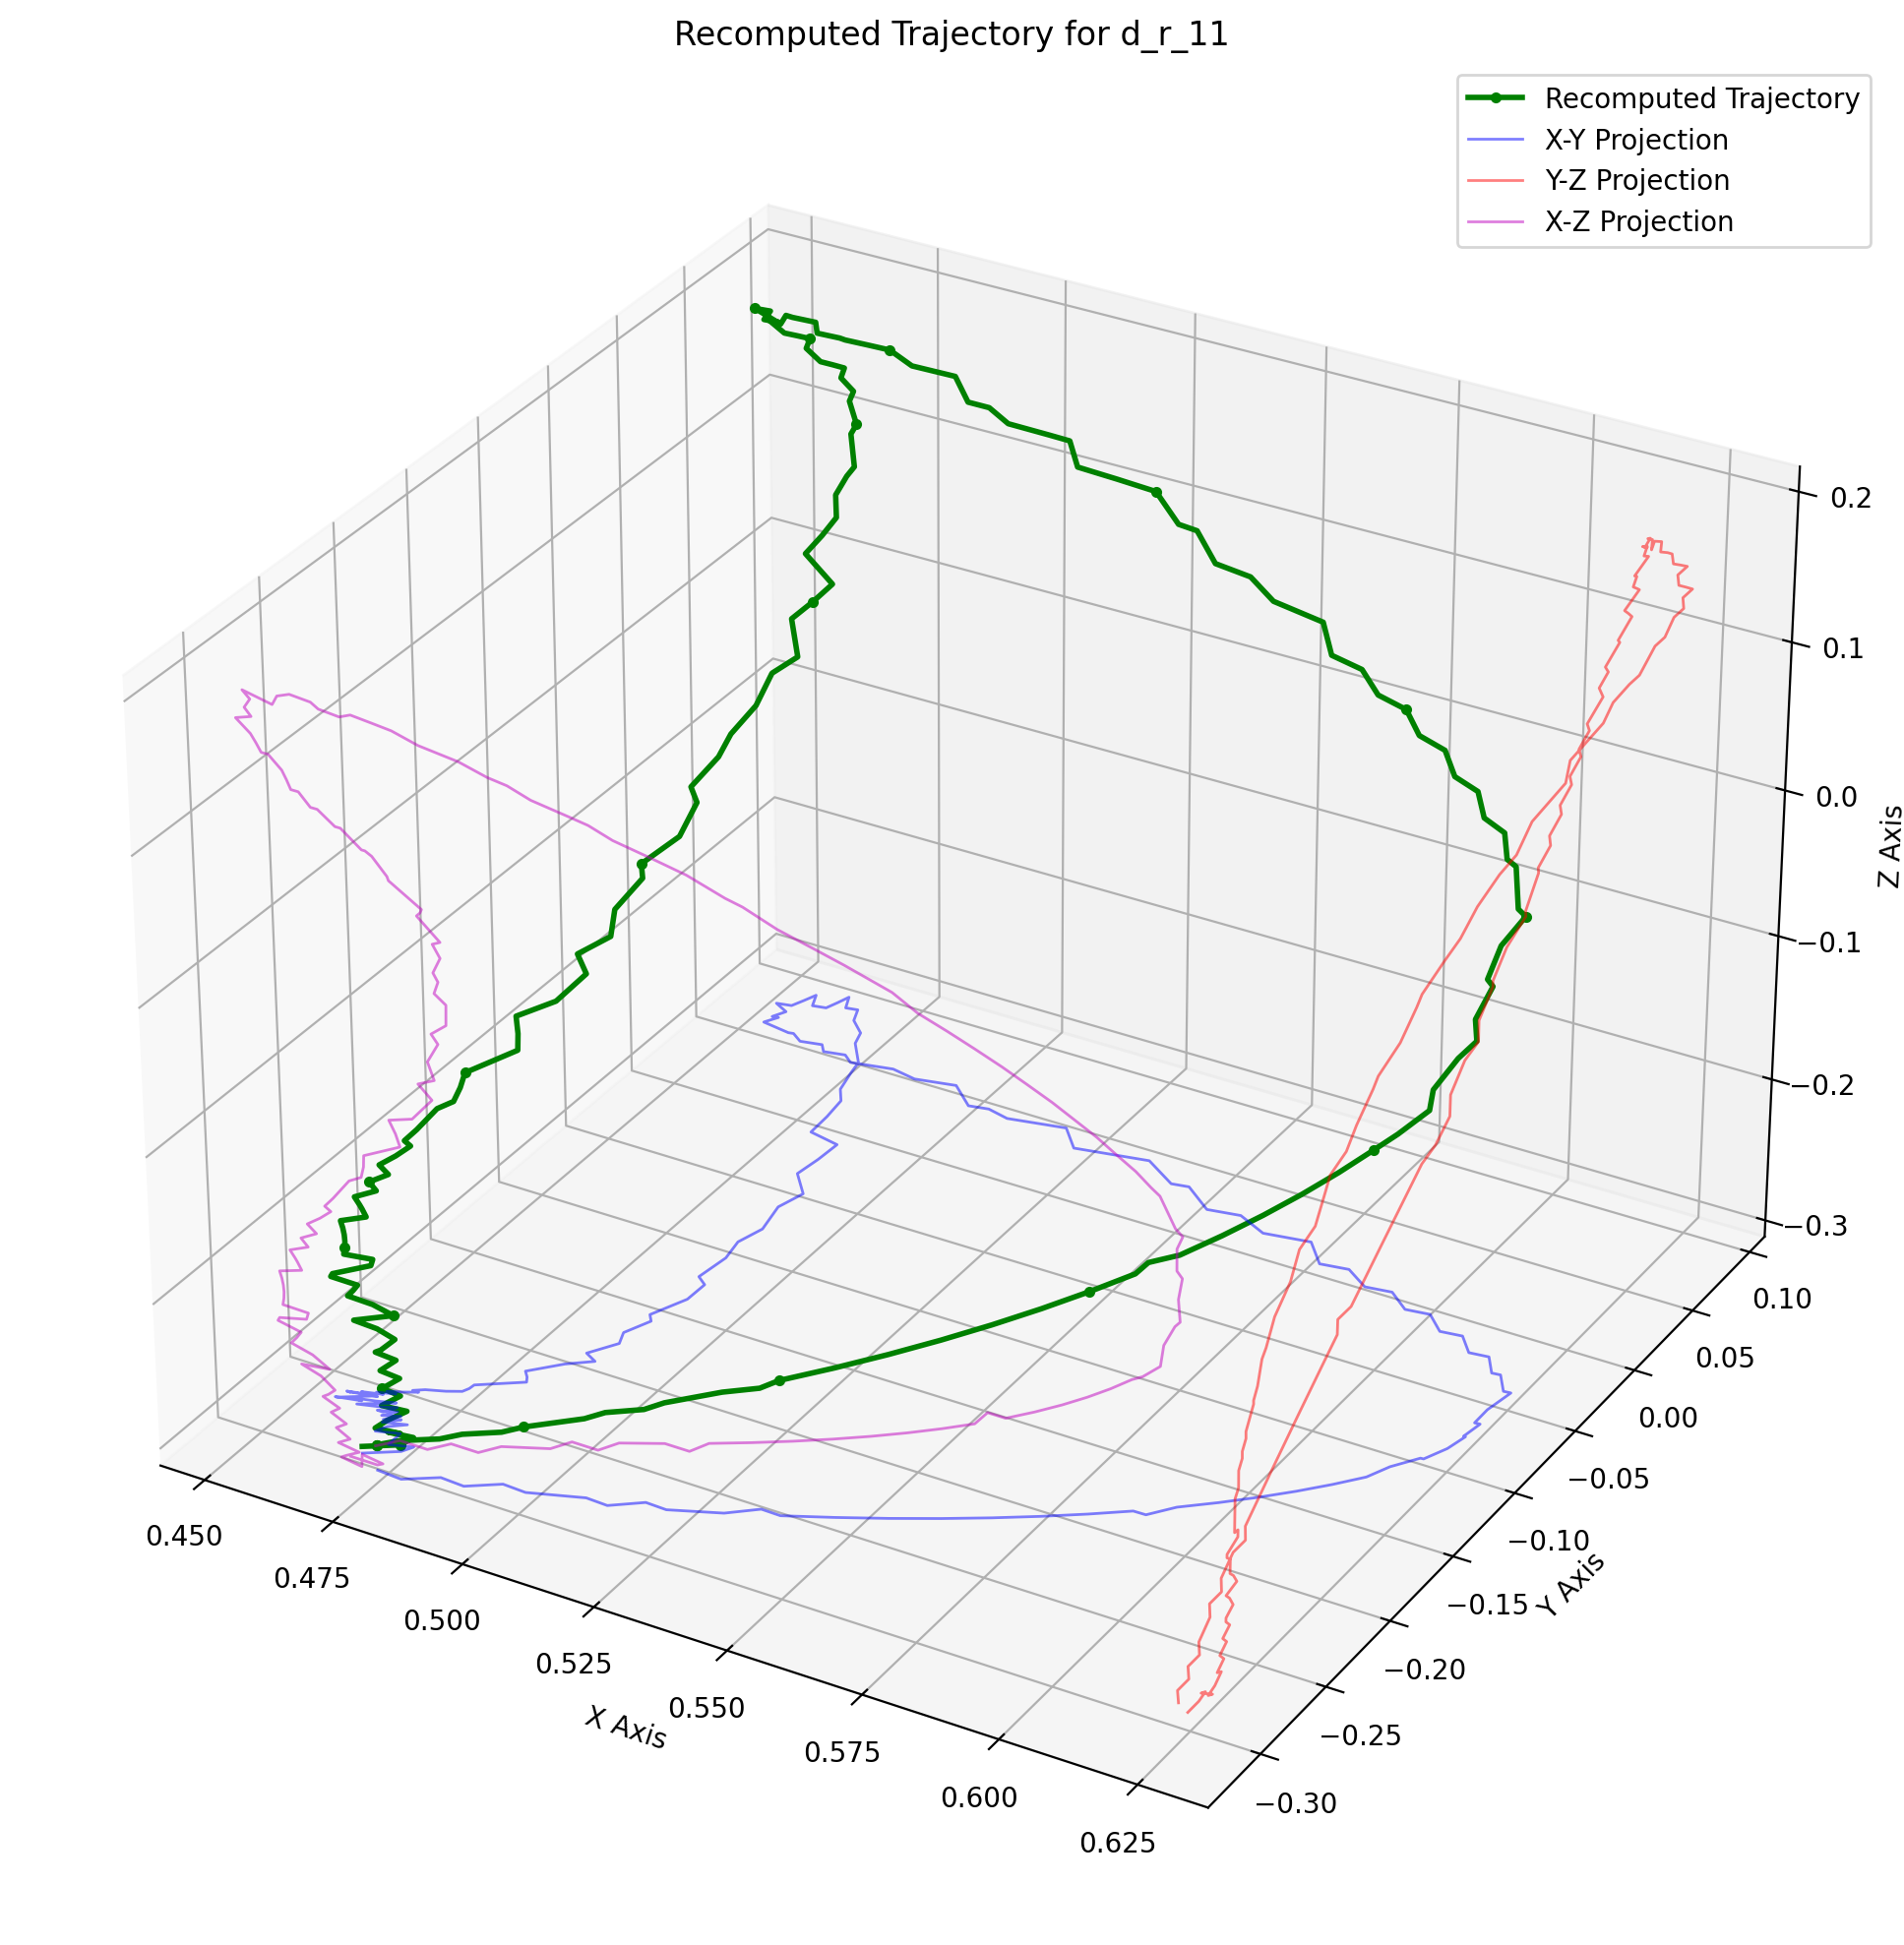 Recomputed Trajectory for d_r_11
Recomputed Trajectory
X-Y Projection
Y-Z Projection
X-Z Projection
0.2
0.1
0.0
−0.1
−0.2
−0.3
Z Axis
0.10
0.05
0.00
−0.05
−0.10
−0.15
−0.20
−0.25
−0.30
Y Axis
0.450
0.475
0.500
0.525
0.550
0.575
0.600
0.625
X Axis